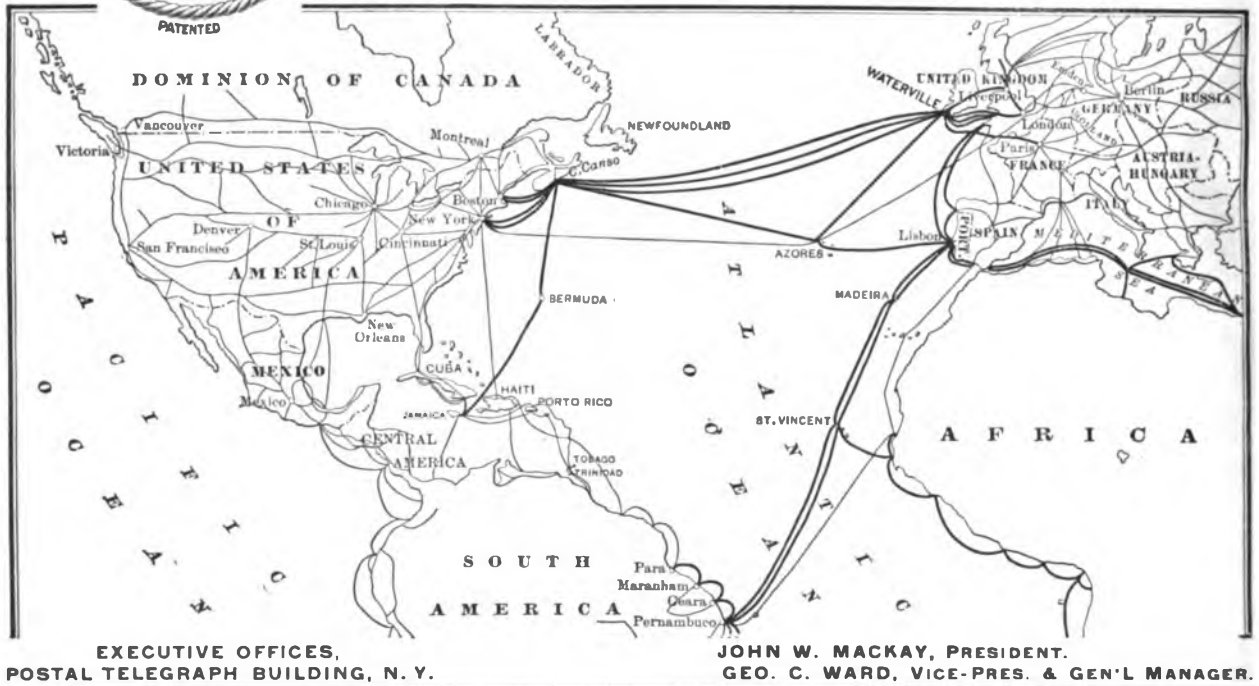 PATENTED
DOMINION OF CANADA
LABRADOR
NEWFOUNDLAND
WATERVILLE
UNITED KINGDOM
Liverpool
Emden
Berlin
GERMANY
RUSSIA
HOLLAND
London
Paris
FRANCE
AUSTRIA-
HUNGARY
ITALY
Vancouver
Victoria
Montreal
C. Canso
UNITED STATES
OF
AMERICA
Chicago
Boston
New York
Denver
St. Louis
Cincinnati
San Francisco
New
Orleans
Lisbon
PORT.
SPAIN
MEDITERRANEAN
SEA
AZORES
MADEIRA
BERMUDA
PACIFIC
OCEAN
ATLANTIC
OCEAN
MEXICO
Mexico
CUBA
HAITI
JAMAICA
PORTO RICO
CENTRAL
AMERICA
TOBAGO
TRINIDAD
ST. VINCENT
AFRICA
SOUTH
AMERICA
Para
Maranham
Ceara
Pernambuco
EXECUTIVE OFFICES,
POSTAL TELEGRAPH BUILDING, N. Y.
JOHN W. MACKAY, PRESIDENT.
GEO. C. WARD, VICE-PRES. & GEN'L MANAGER.